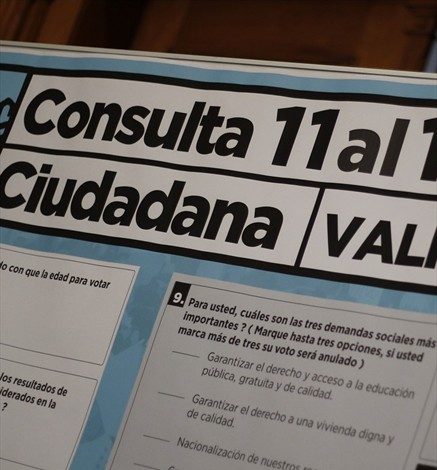 Consulta 11 al 1
Ciudadana VAL
o con que la edad para votar
los resultados de
iderados en la
?
9. Para usted, cuáles son las tres demandas sociales más
importantes ? ( Marque hasta tres opciones, si usted
marca más de tres su voto será anulado )
Garantizar el derecho y acceso a la educación
pública, gratuita y de calidad.
Garantizar el derecho a una vivienda digna y
de calidad.
Nacionalización de nuestros